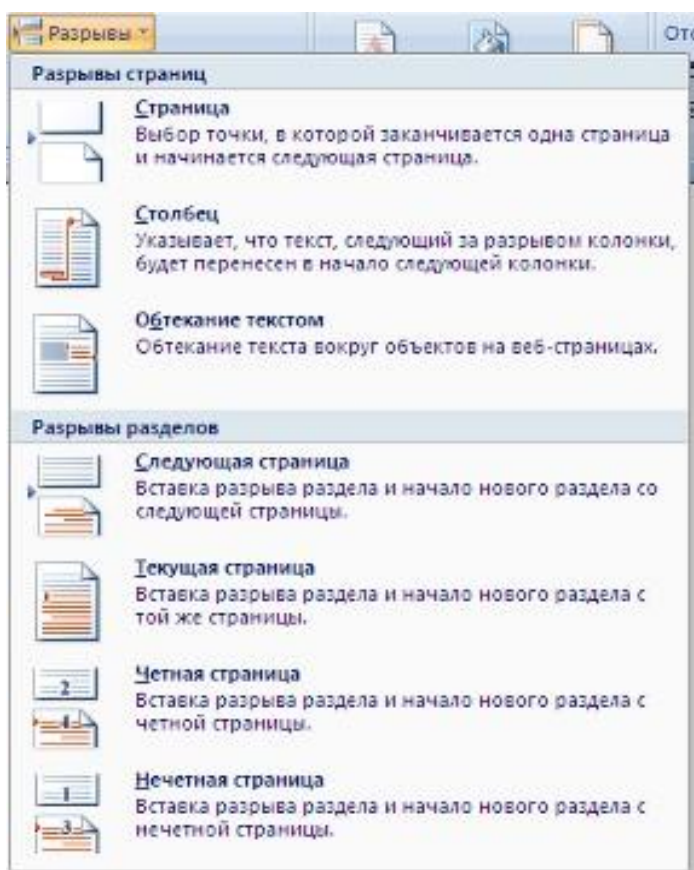 Разрывы
Разрывы страниц
Страница
Выбор точки, в которой заканчивается одна страница
и начинается следующая страница.
Столбец
Указывает, что текст, следующий за разрывом колонки,
будет перенесен в начало следующей колонки.
Обтекание текстом
Обтекание текста вокруг объектов на веб-страницах.
Разрывы разделов
Следующая страница
Вставка разрыва раздела и начало нового раздела со
следующей страницы.
Текущая страница
Вставка разрыва раздела и начало нового раздела с
той же страницы.
2
4
Четная страница
Вставка разрыва раздела и начало нового раздела с
четной страницы.
1
3
Нечетная страница
Вставка разрыва раздела и начало нового раздела с
нечетной страницы.